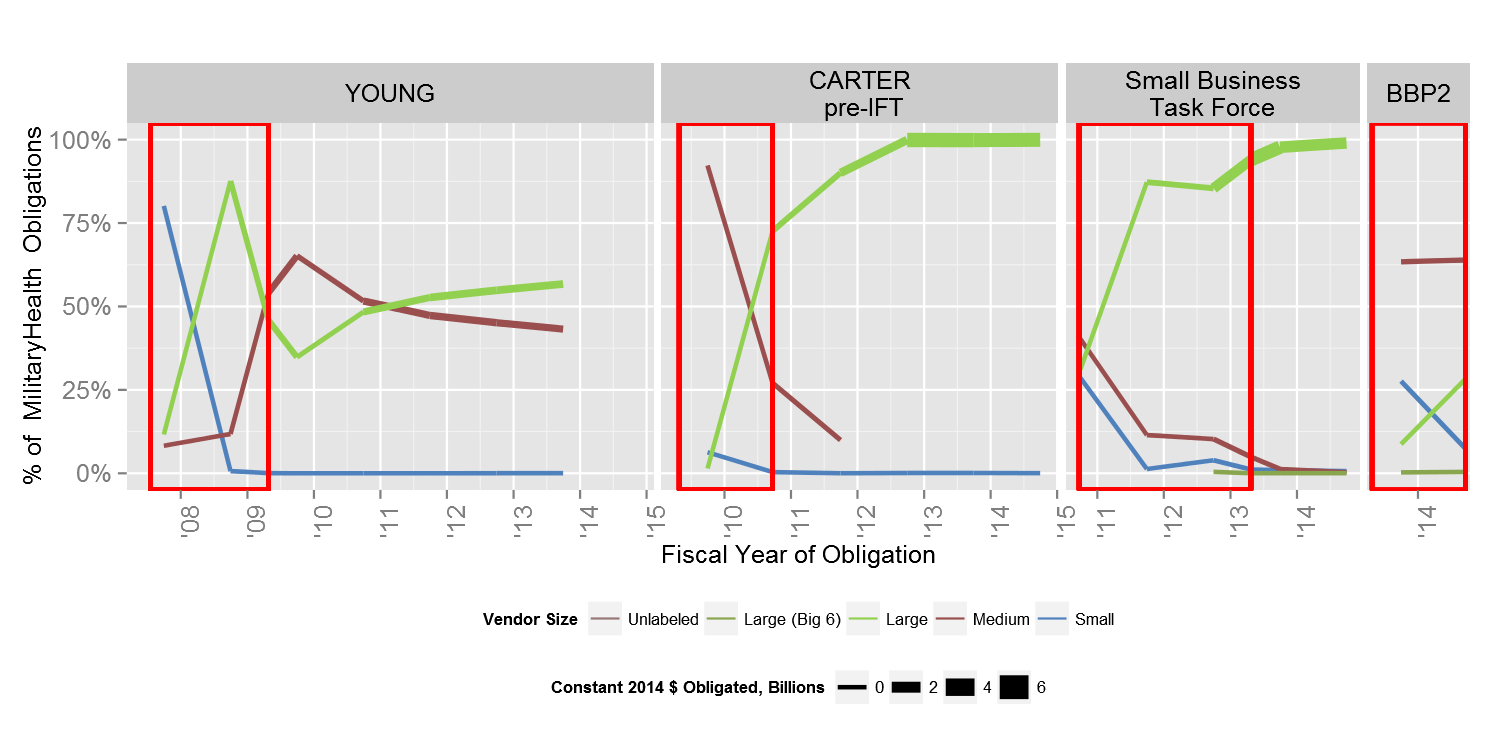 YOUNG
CARTER
pre-IFT
Small Business
Task Force
BBP2
% of MilitaryHealth Obligations
100%
75%
50%
25%
0%
'08 '09 '10 '11 '12 '13 '14 '15
'10 '11 '12 '13 '14 '15
'11 '12 '13 '14
'14
Fiscal Year of Obligation
Vendor Size Unlabeled Large (Big 6) Large Medium Small
Constant 2014 $ Obligated, Billions 0 2 4 6